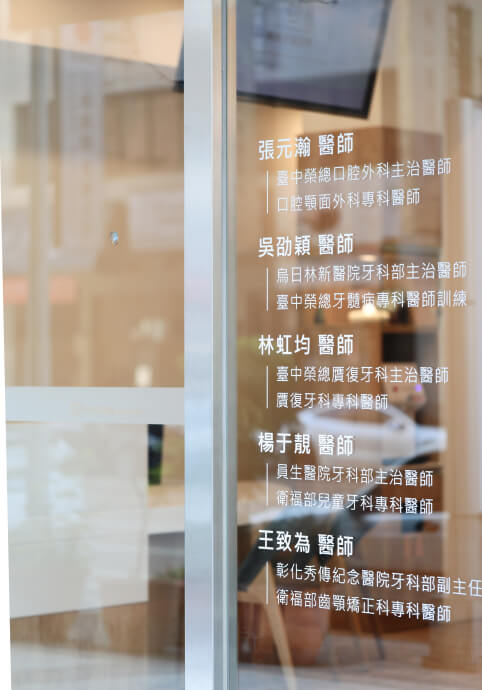 張元瀚 醫師
臺中榮總口腔外科主治醫師
口腔顎面外科專科醫師
吳劭穎 醫師
烏日林新醫院牙科部主治醫師
臺中榮總牙髓病專科醫師訓練
林虹均 醫師
臺中榮總贗復牙科主治醫師
贗復牙科專科醫師
楊于靚 醫師
員生醫院牙科部主治醫師
衛福部兒童牙科專科醫師
王致為 醫師
彰化秀傳紀念醫院牙科部副主任
衛福部齒顎矯正科專科醫師